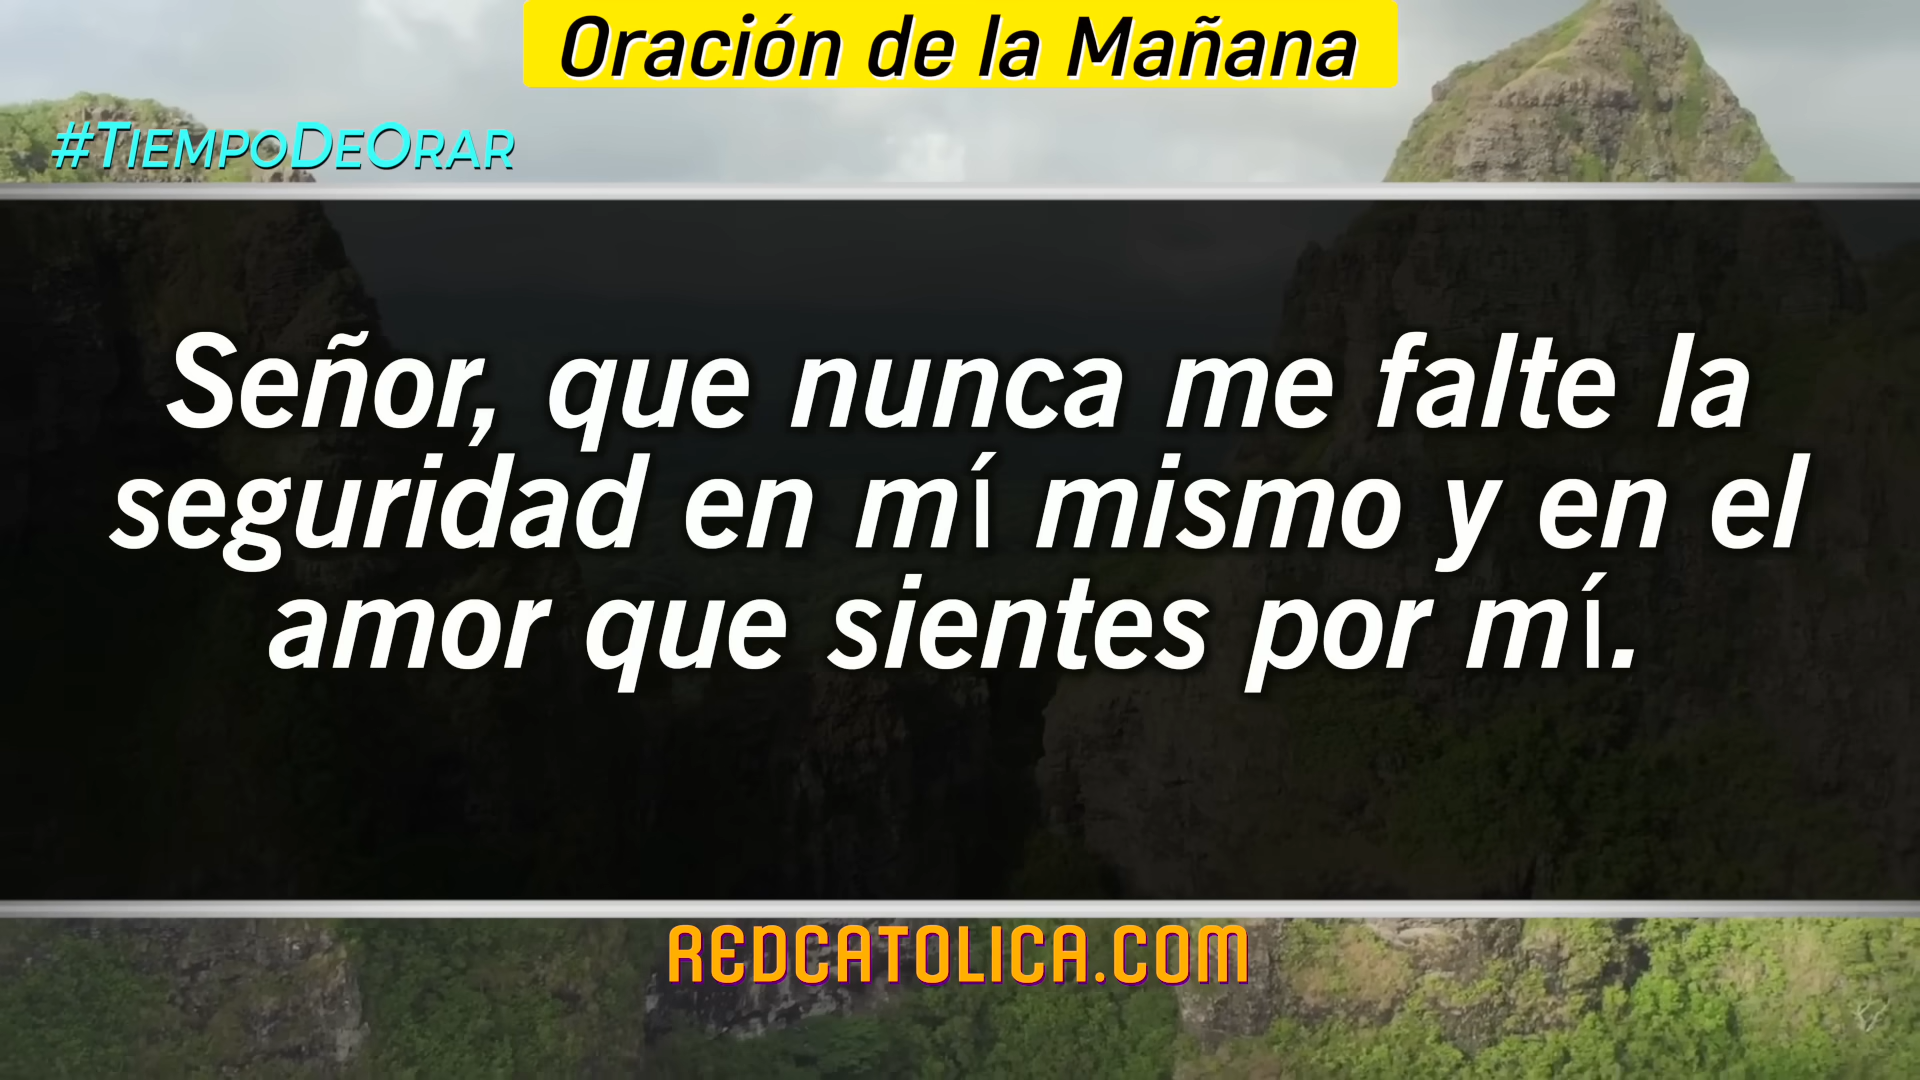 Oración de la Mañana
#TiempoDeOrar
Señor, que nunca me falte la
seguridad en mí mismo y en el
amor que sientes por mí.
REDCATOLICA.COM